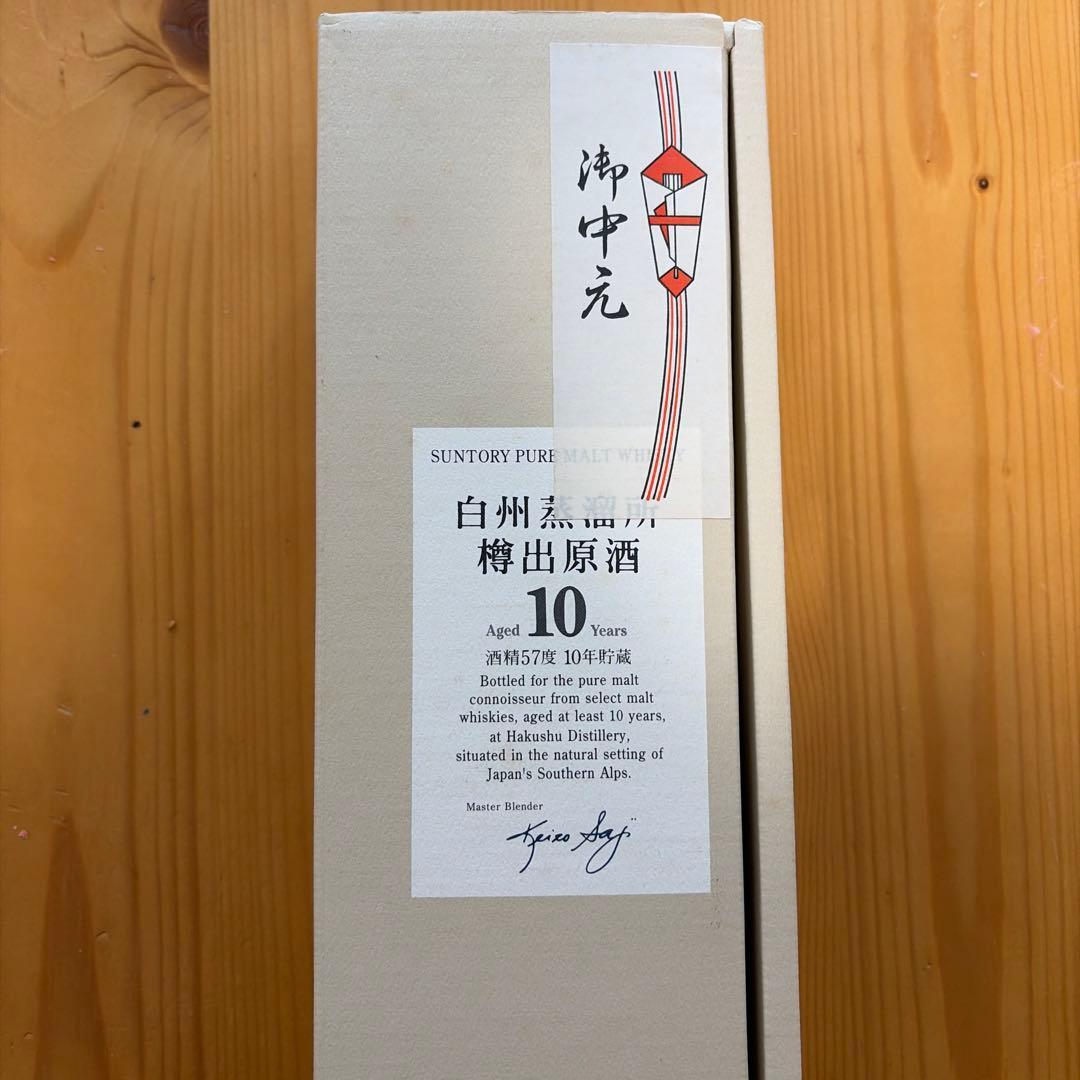 御中元
SUNTORY PURE MALT WHISKY
白州蒸溜所
樽出原酒
Aged 10 Years
酒精57度 10年貯蔵
Bottled for the pure malt
connoisseur from select malt
whiskies, aged at least 10 years,
at Hakushu Distillery,
situated in the natural setting of
Japan's Southern Alps.
Master Blender
Keizo Saji